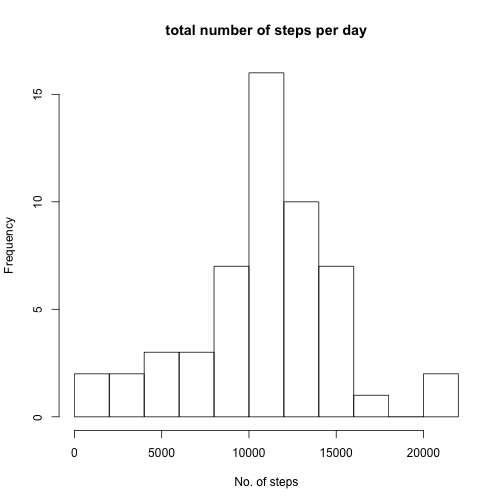 total number of steps per day
Frequency
15
10
5
0
0 5000 10000 15000 20000
No. of steps